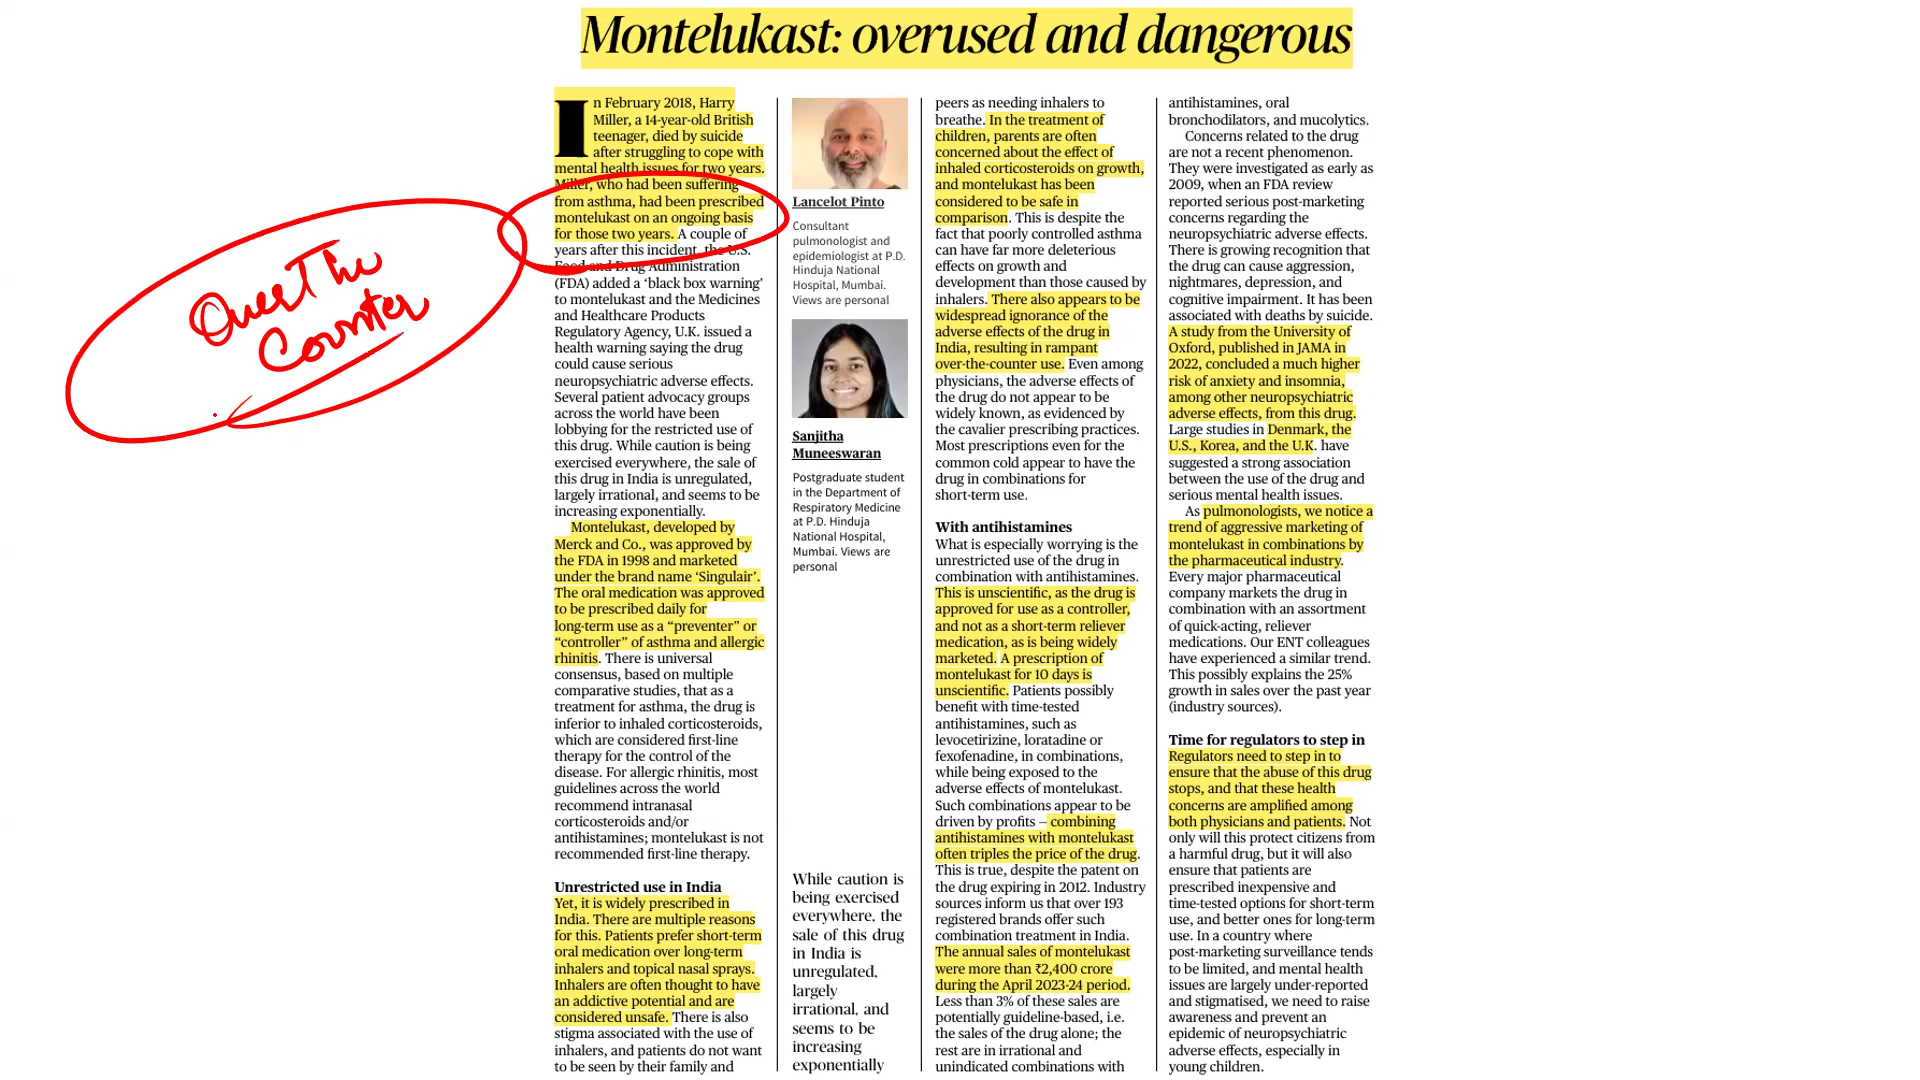 Montelukast: overused and dangerous
In February 2018, Harry
Miller, a 14-year-old British
teenager, died by suicide
after struggling to cope with
mental health issues for two years.
Miller, who had been suffering
from asthma, had been prescribed
montelukast on an ongoing basis
for those two years. A couple of
years after this incident, the U.S.
Food and Drug Administration
(FDA) added a ‘black box warning’
to montelukast and the Medicines
and Healthcare Products
Regulatory Agency, U.K. issued a
health warning saying the drug
could cause serious
neuropsychiatric adverse effects.
Several patient advocacy groups
across the world have been
lobbying for the restricted use of
this drug. While caution is being
exercised everywhere, the sale of
this drug in India is unregulated,
largely irrational, and seems to be
increasing exponentially.
Montelukast, developed by
Merck and Co., was approved by
the FDA in 1998 and marketed
under the brand name ‘Singulair’.
The oral medication was approved
to be prescribed daily for
long-term use as a “preventer” or
“controller” of asthma and allergic
rhinitis. There is universal
consensus, based on multiple
comparative studies, that as a
treatment for asthma, the drug is
inferior to inhaled corticosteroids,
which are considered first-line
therapy for the control of the
disease. For allergic rhinitis, most
guidelines across the world
recommend intranasal
corticosteroids and/or
antihistamines; montelukast is not
recommended first-line therapy.
Unrestricted use in India
Yet, it is widely prescribed in
India. There are multiple reasons
for this. Patients prefer short-term
oral medication over long-term
inhalers and topical nasal sprays.
Inhalers are often thought to have
an addictive potential and are
considered unsafe. There is also
stigma associated with the use of
inhalers, and patients do not want
to be seen by their family and
Over The
Counter
Lancelot Pinto
Consultant
pulmonologist and
epidemiologist at P.D.
Hinduja National
Hospital, Mumbai.
Views are personal
Sanjitha
Muneeswaran
Postgraduate student
in the Department of
Respiratory Medicine
at P.D. Hinduja
National Hospital,
Mumbai. Views are
personal
While caution is
being exercised
everywhere, the
sale of this drug
in India is
unregulated,
largely
irrational, and
seems to be
increasing
exponentially
peers as needing inhalers to
breathe. In the treatment of
children, parents are often
concerned about the effect of
inhaled corticosteroids on growth,
and montelukast has been
considered to be safe in
comparison. This is despite the
fact that poorly controlled asthma
can have far more deleterious
effects on growth and
development than those caused by
inhalers. There also appears to be
widespread ignorance of the
adverse effects of the drug in
India, resulting in rampant
over-the-counter use. Even among
physicians, the adverse effects of
the drug do not appear to be
widely known, as evidenced by
the cavalier prescribing practices.
Most prescriptions even for the
common cold appear to have the
drug in combinations for
short-term use.
With antihistamines
What is especially worrying is the
unrestricted use of the drug in
combination with antihistamines.
This is unscientific, as the drug is
approved for use as a controller,
and not as a short-term reliever
medication, as is being widely
marketed. A prescription of
montelukast for 10 days is
unscientific. Patients possibly
benefit with time-tested
antihistamines, such as
levocetirizine, loratadine or
fexofenadine, in combinations,
while being exposed to the
adverse effects of montelukast.
Such combinations appear to be
driven by profits – combining
antihistamines with montelukast
often triples the price of the drug.
This is true, despite the patent on
the drug expiring in 2012. Industry
sources inform us that over 193
registered brands offer such
combination treatment in India.
The annual sales of montelukast
were more than ₹2,400 crore
during the April 2023-24 period.
Less than 3% of these sales are
potentially guideline-based, i.e.
the sales of the drug alone; the
rest are in irrational and
unindicated combinations with
antihistamines, oral
bronchodilators, and mucolytics.
Concerns related to the drug
are not a recent phenomenon.
They were investigated as early as
2009, when an FDA review
reported serious post-marketing
concerns regarding the
neuropsychiatric adverse effects.
There is growing recognition that
the drug can cause aggression,
nightmares, depression, and
cognitive impairment. It has been
associated with deaths by suicide.
A study from the University of
Oxford, published in JAMA in
2022, concluded a much higher
risk of anxiety and insomnia,
among other neuropsychiatric
adverse effects, from this drug.
Large studies in Denmark, the
U.S., Korea, and the U.K. have
suggested a strong association
between the use of the drug and
serious mental health issues.
As pulmonologists, we notice a
trend of aggressive marketing of
montelukast in combinations by
the pharmaceutical industry.
Every major pharmaceutical
company markets the drug in
combination with an assortment
of quick-acting, reliever
medications. Our ENT colleagues
have experienced a similar trend.
This possibly explains the 25%
growth in sales over the past year
(industry sources).
Time for regulators to step in
Regulators need to step in to
ensure that the abuse of this drug
stops, and that these health
concerns are amplified among
both physicians and patients. Not
only will this protect citizens from
a harmful drug, but it will also
ensure that patients are
prescribed inexpensive and
time-tested options for short-term
use, and better ones for long-term
use. In a country where
post-marketing surveillance tends
to be limited, and mental health
issues are largely under-reported
and stigmatised, we need to raise
awareness and prevent an
epidemic of neuropsychiatric
adverse effects, especially in
young children.